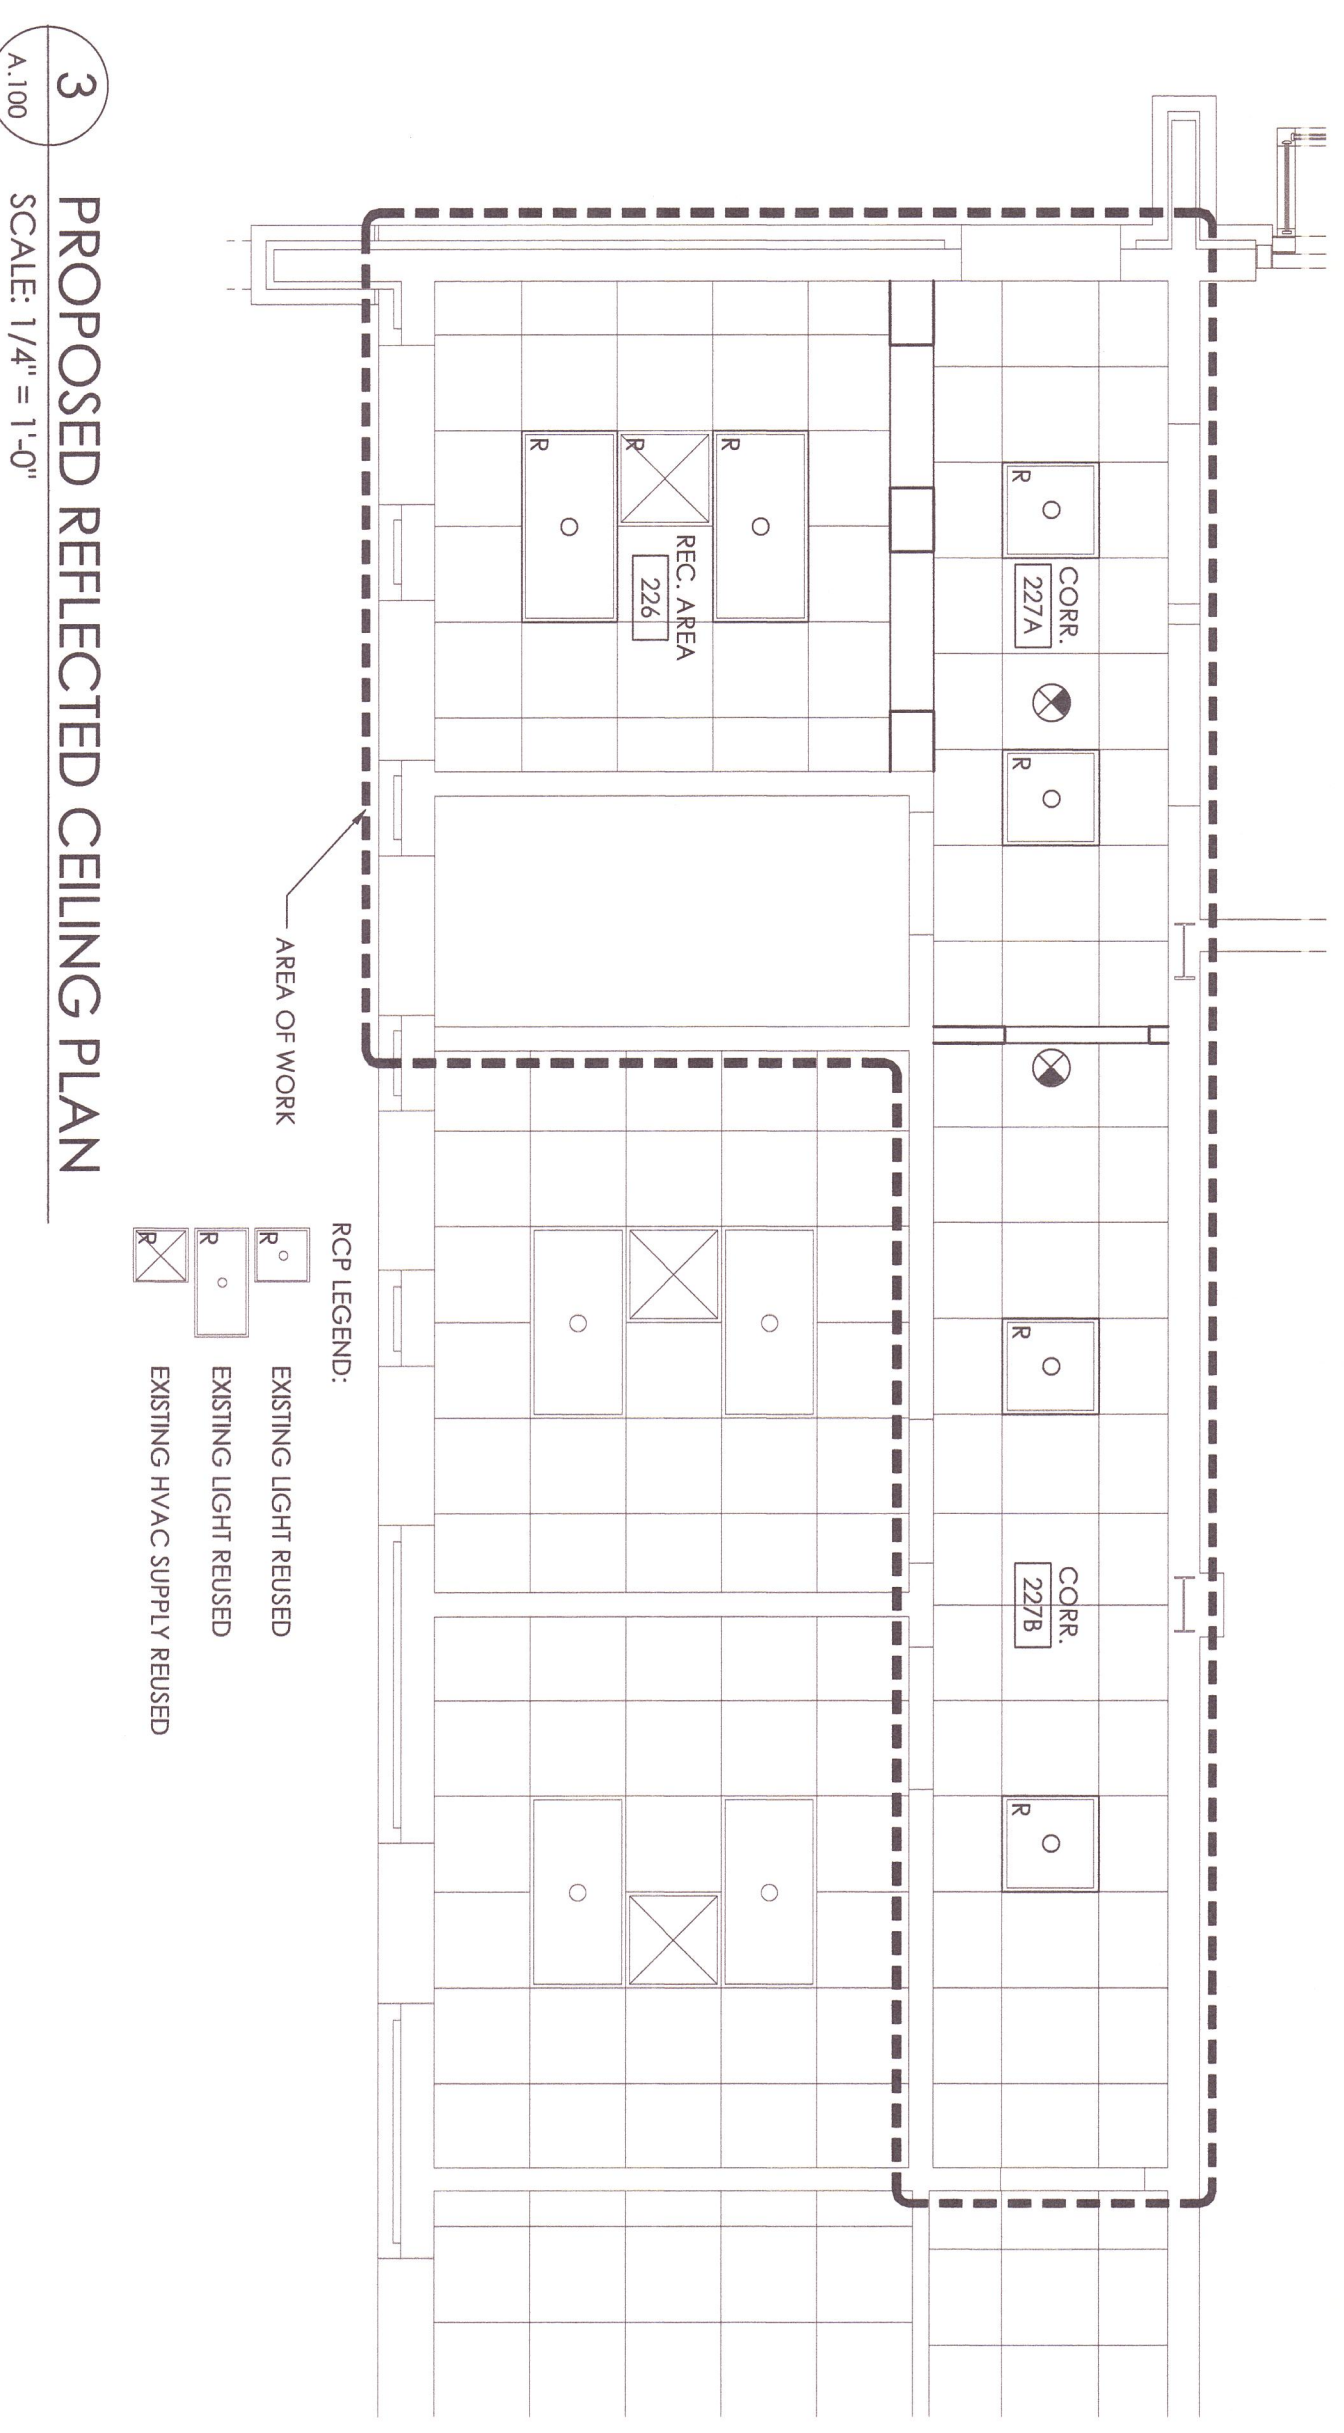 CORR.
227A
CORR.
227B
R
R
R
R
REC. AREA
226
R
R
R
AREA OF WORK
RCP LEGEND:
R EXISTING LIGHT REUSED
R EXISTING LIGHT REUSED
R EXISTING HVAC SUPPLY REUSED
3 PROPOSED REFLECTED CEILING PLAN
A.100 SCALE: 1/4" = 1'-0"